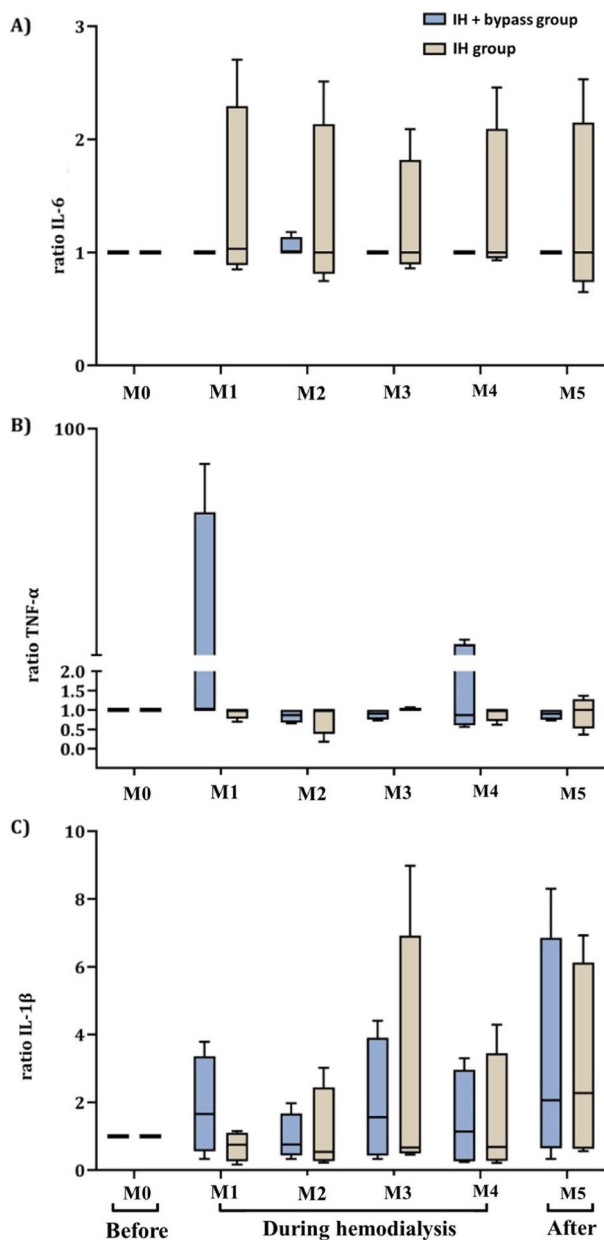 A)
IH + bypass group
IH group
3
2
1
0
ratio IL-6
M0 M1 M2 M3 M4 M5
B)
100
2.0
1.5
1.0
0.5
0.0
ratio TNF-α
M0 M1 M2 M3 M4 M5
C)
10
8
6
4
2
0
ratio IL-1β
M0 M1 M2 M3 M4 M5
Before During hemodialysis After